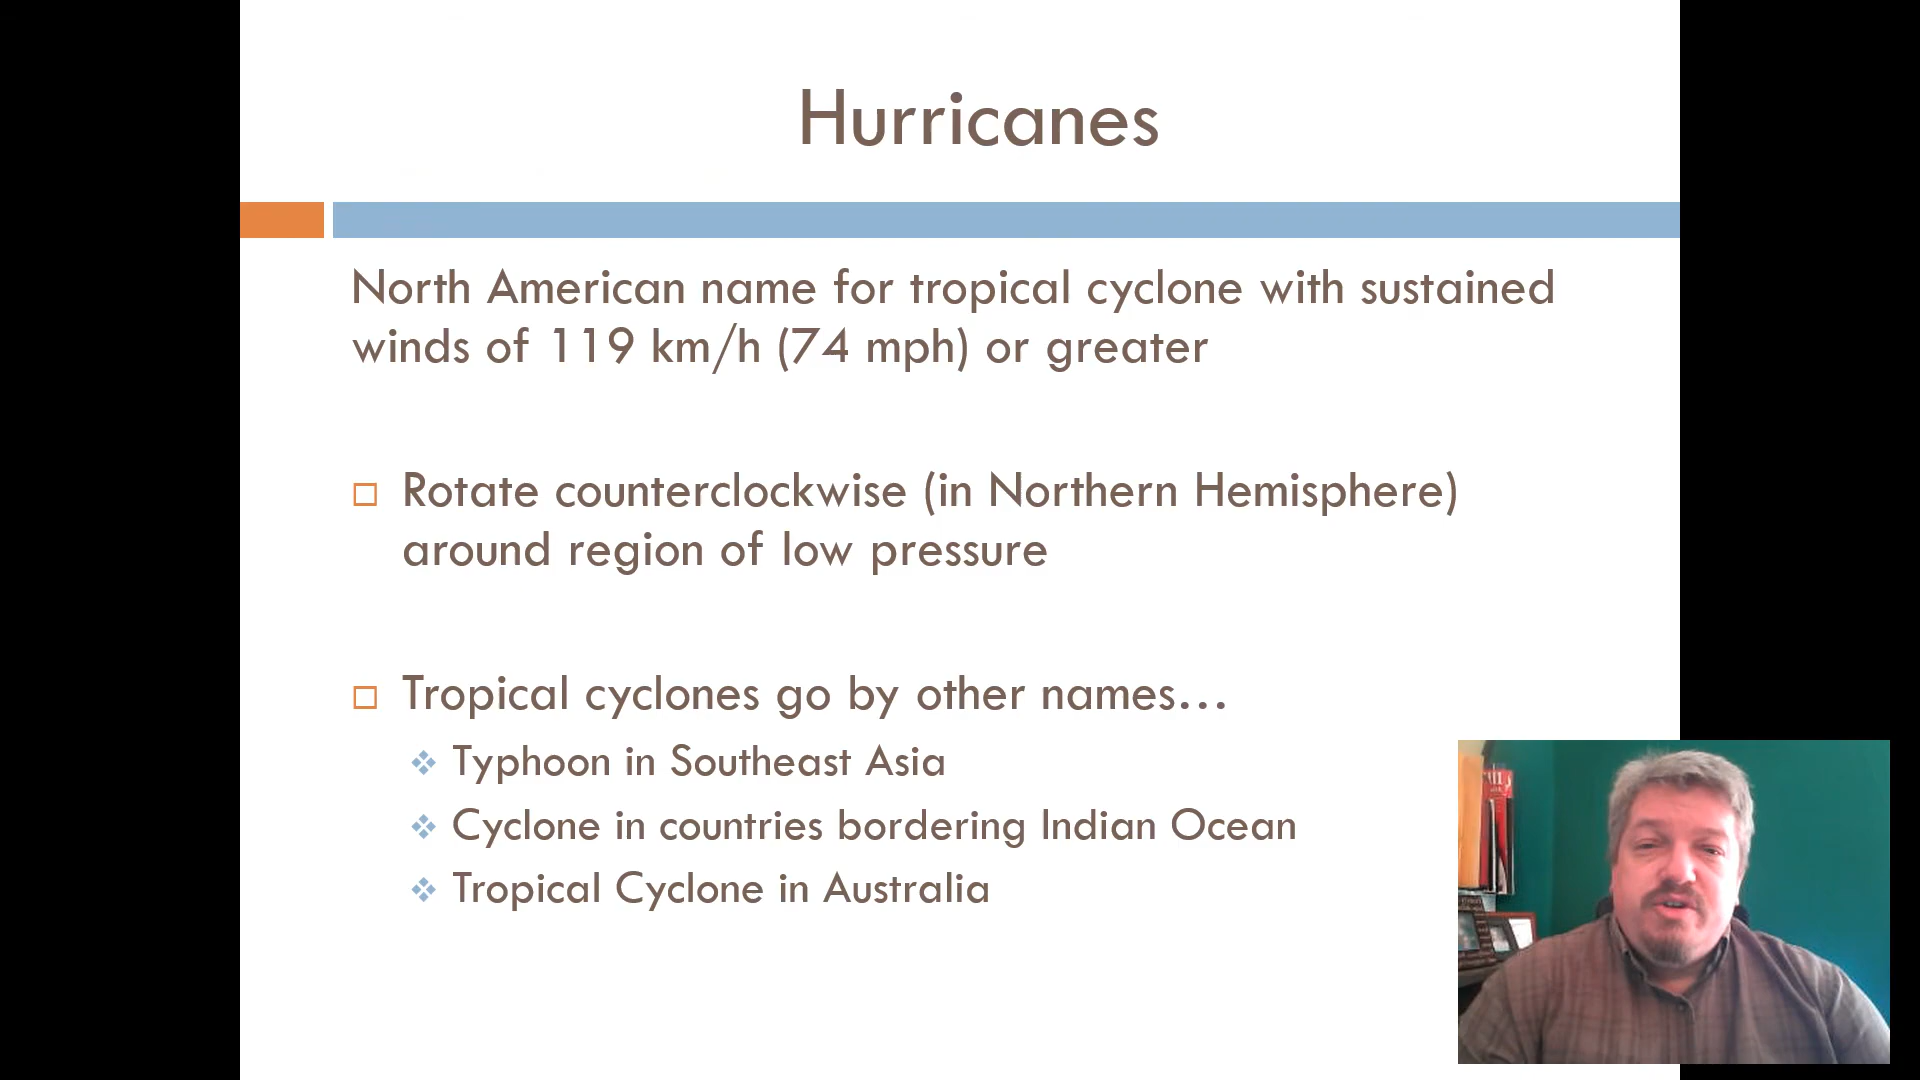 Hurricanes
North American name for tropical cyclone with sustained
winds of 119 km/h (74 mph) or greater
Rotate counterclockwise (in Northern Hemisphere)
around region of low pressure
Tropical cyclones go by other names…
Typhoon in Southeast Asia
Cyclone in countries bordering Indian Ocean
Tropical Cyclone in Australia